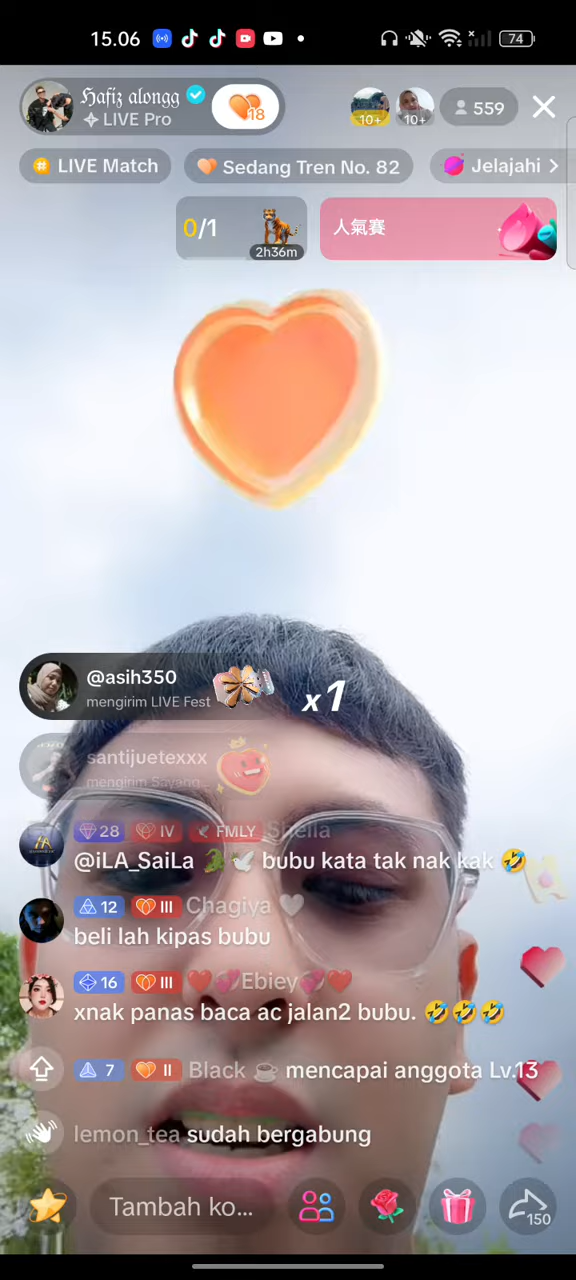 15.06
74
Hafiz alongg
LIVE Pro
18
10+
10+
559
LIVE Match
Sedang Tren No. 82
Jelajahi
0/1
2h36m
人氣賽
@asih350
mengirim LIVE Fest
x1
santijuetexxx
mengirim Sayang...
28 IV FMLY Sheila
@iLA_SaiLa 🐊🕊️ bubu kata tak nak kak 🤣
12 III Chagiya 🤍
beli lah kipas bubu
16 III ❤️💞Ebiey💞❤️
xnak panas baca ac jalan2 bubu. 🤣🤣🤣
7 II Black ☕ mencapai anggota Lv.13
lemon_tea sudah bergabung
Tambah ko...
150